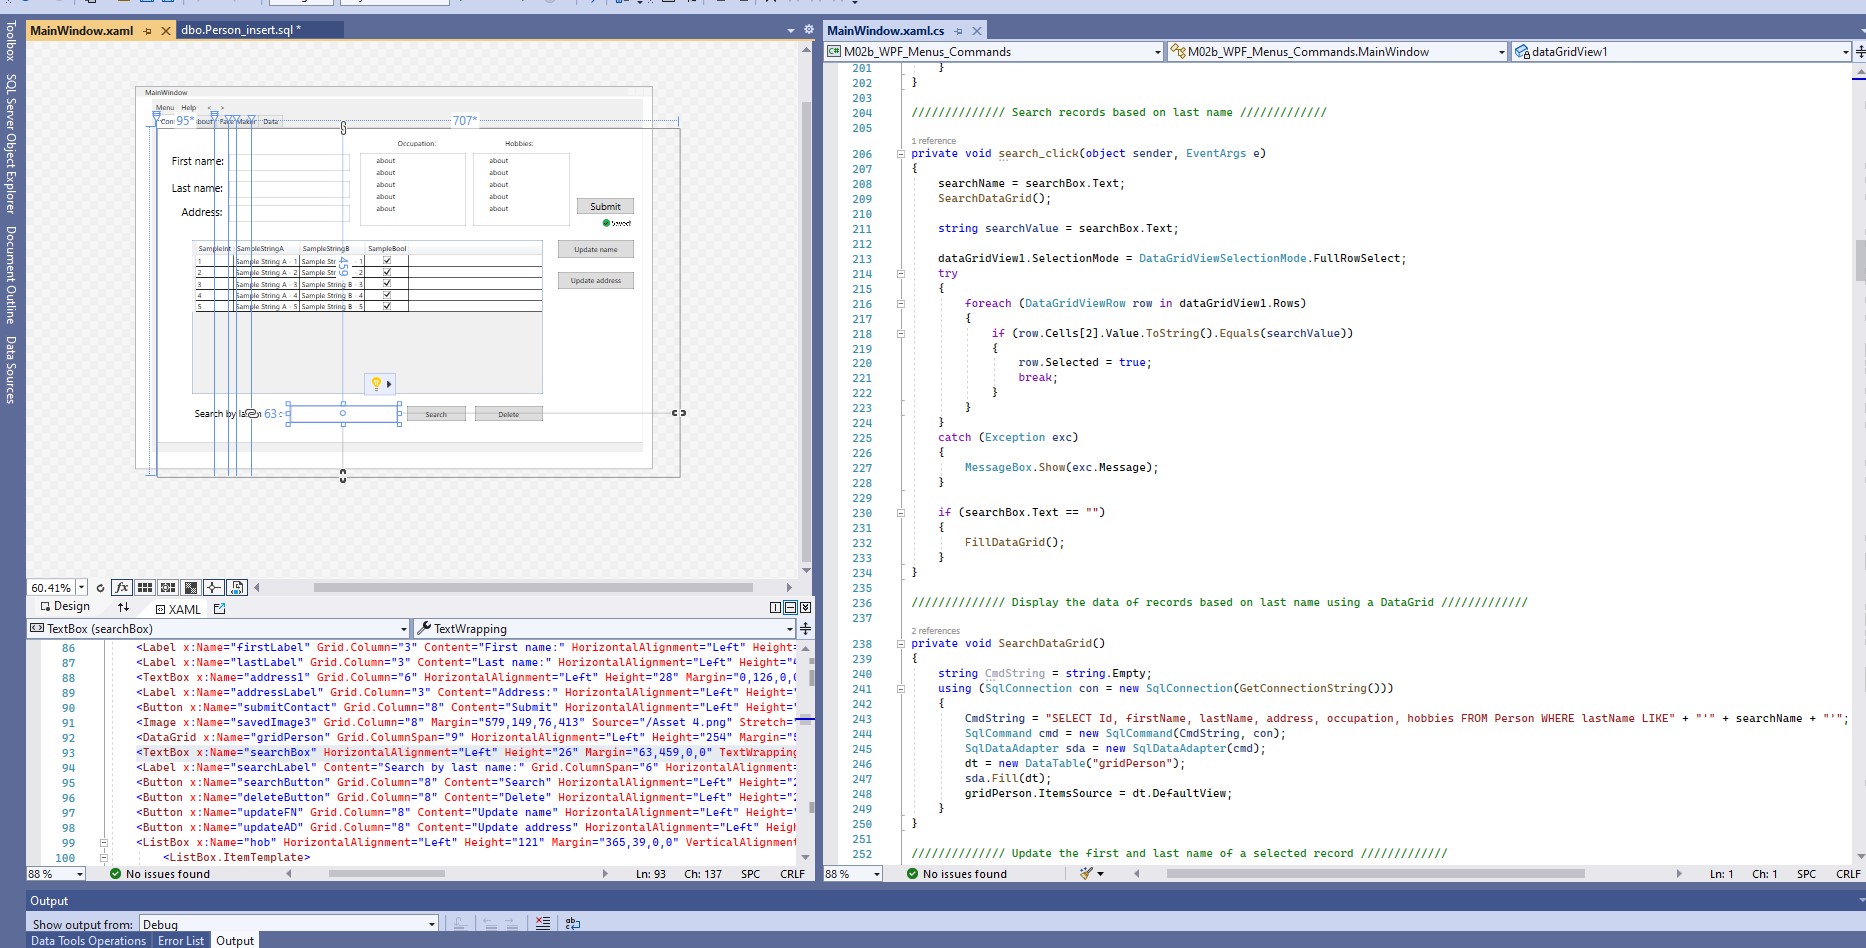 MainWindow.xaml
dbo.Person_insert.sql *
MainWindow.xaml.cs
M02b_WPF_Menus_Commands
M02b_WPF_Menus_Commands.MainWindow
dataGridView1
Toolbox
SQL Server Object Explorer
Document Outline
Data Sources
MainWindow
Menu Help < >
95*
Data
707*
Occupation:
Hobbies:
First name:
Last name:
Address:
about
about
about
about
about
about
about
about
about
about
Submit
Saved!
SampleInt SampleStringA SampleStringB SampleBool
1 Sample String A - 1 Sample Str - 1
2 Sample String A - 2 Sample Str 2
3 Sample String A - 3 Sample String B - 3
4 Sample String A - 4 Sample String B - 4
5 Sample String A - 5 Sample String B - 5
459
Update name
Update address
Search by
63
Search
Delete
60.41%
fx
Design
XAML
TextBox (searchBox)
TextWrapping
86 <Label x:Name="firstLabel" Grid.Column="3" Content="First name:" HorizontalAlignment="Left" Height=
87 <Label x:Name="lastLabel" Grid.Column="3" Content="Last name:" HorizontalAlignment="Left" Height="
88 <TextBox x:Name="address1" Grid.Column="6" HorizontalAlignment="Left" Height="28" Margin="0,126,0,
89 <Label x:Name="addressLabel" Grid.Column="3" Content="Address:" HorizontalAlignment="Left" Height="
90 <Button x:Name="submitContact" Grid.Column="8" Content="Submit" HorizontalAlignment="Left" Height="
91 <Image x:Name="savedImage3" Grid.Column="8" Margin="579,149,76,413" Source="/Asset 4.png" Stretch="
92 <DataGrid x:Name="gridPerson" Grid.ColumnSpan="9" HorizontalAlignment="Left" Height="254" Margin="5
93 <TextBox x:Name="searchBox" HorizontalAlignment="Left" Height="26" Margin="63,459,0,0" TextWrapping
94 <Label x:Name="searchLabel" Content="Search by last name:" Grid.ColumnSpan="6" HorizontalAlignment=
95 <Button x:Name="searchButton" Grid.Column="8" Content="Search" HorizontalAlignment="Left" Height="2
96 <Button x:Name="deleteButton" Grid.Column="8" Content="Delete" HorizontalAlignment="Left" Height="2
97 <Button x:Name="updateFN" Grid.Column="8" Content="Update name" HorizontalAlignment="Left" Height="
98 <Button x:Name="updateAD" Grid.Column="8" Content="Update address" HorizontalAlignment="Left" Heigh
99 <ListBox x:Name="hob" HorizontalAlignment="Left" Height="121" Margin="365,39,0,0" VerticalAlignment
100 <ListBox.ItemTemplate>
88 %
No issues found
Ln: 93 Ch: 137 SPC CRLF
201 }
202 }
203
204 ////////////// Search records based on last name /////////////
205
1 reference
206 private void search_click(object sender, EventArgs e)
207 {
208 searchName = searchBox.Text;
209 SearchDataGrid();
210
211 string searchValue = searchBox.Text;
212
213 dataGridView1.SelectionMode = DataGridViewSelectionMode.FullRowSelect;
214 try
215 {
216 foreach (DataGridViewRow row in dataGridView1.Rows)
217 {
218 if (row.Cells[2].Value.ToString().Equals(searchValue))
219 {
220 row.Selected = true;
221 break;
222 }
223 }
224 }
225 catch (Exception exc)
226 {
227 MessageBox.Show(exc.Message);
228 }
229
230 if (searchBox.Text == "")
231 {
232 FillDataGrid();
233 }
234 }
235
236 ////////////// Display the data of records based on last name using a DataGrid /////////////
237
2 references
238 private void SearchDataGrid()
239 {
240 string CmdString = string.Empty;
241 using (SqlConnection con = new SqlConnection(GetConnectionString()))
242 {
243 CmdString = "SELECT Id, firstName, lastName, address, occupation, hobbies FROM Person WHERE lastName LIKE" + "'" + searchName + "'";
244 SqlCommand cmd = new SqlCommand(CmdString, con);
245 SqlDataAdapter sda = new SqlDataAdapter(cmd);
246 dt = new DataTable("gridPerson");
247 sda.Fill(dt);
248 gridPerson.ItemsSource = dt.DefaultView;
249 }
250 }
251
252 ////////////// Update the first and last name of a selected record /////////////
88 %
No issues found
Ln: 1 Ch: 1 SPC CRLF
Output
Show output from: Debug
Data Tools Operations Error List Output